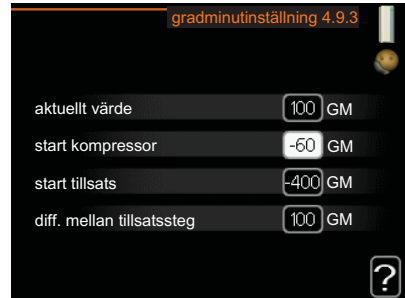 gradminutinställning 4.9.3
aktuellt värde 100 GM
start kompressor -60 GM
start tillsats -400 GM
diff. mellan tillsatssteg 100 GM
?